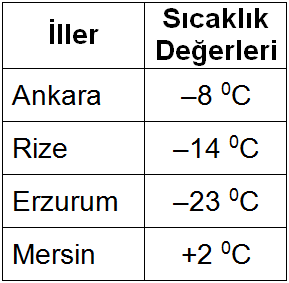 İller Sıcaklık Değerleri
Ankara –8 ⁰C
Rize –14 ⁰C
Erzurum –23 ⁰C
Mersin +2 ⁰C